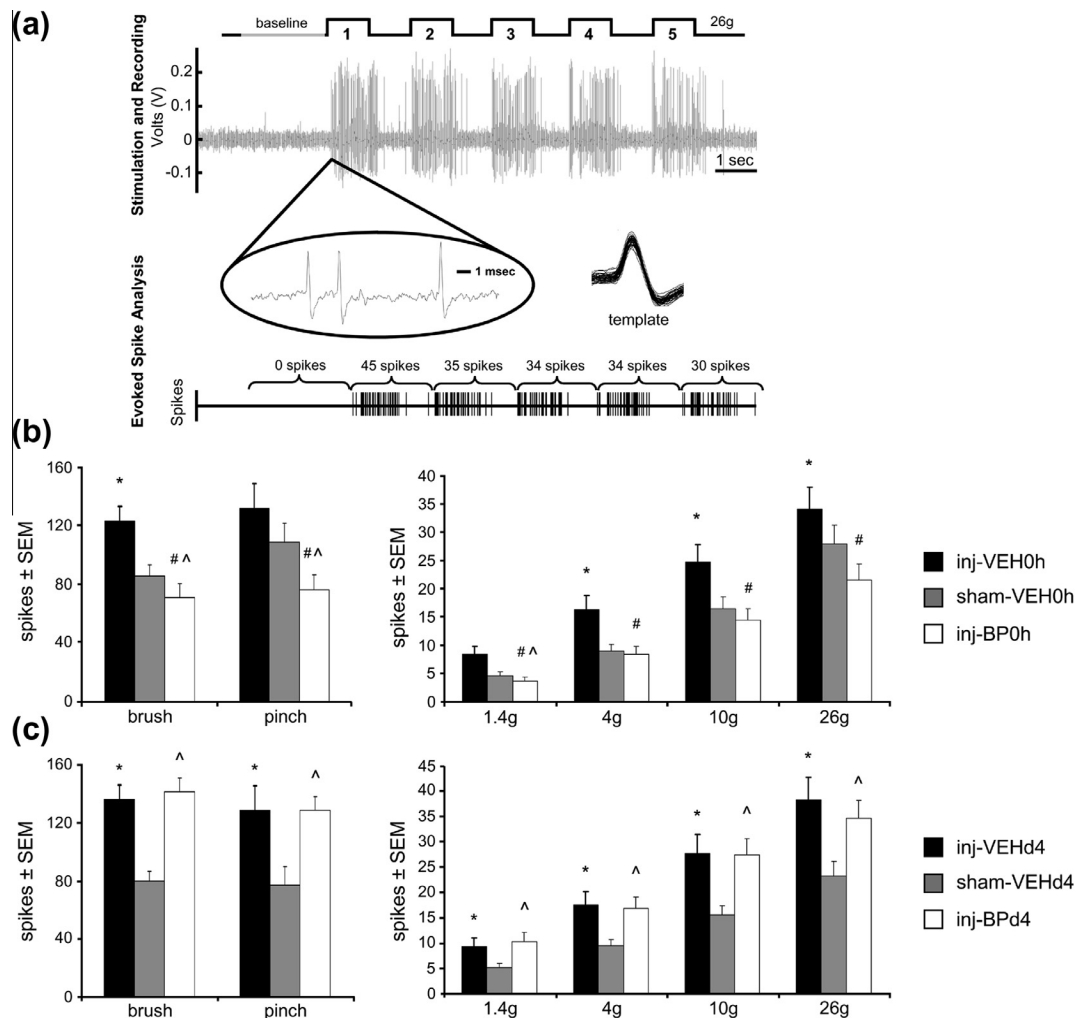 (a)
Stimulation and Recording
baseline
1
2
3
4
5
26g
Volts (V)
0.2
0.1
0
-0.1
1 sec
Evoked Spike Analysis
1 msec
template
0 spikes
45 spikes
35 spikes
34 spikes
34 spikes
30 spikes
Spikes
(b)
spikes ± SEM
160
120
80
40
0
*
# ^
#^
brush
pinch
spikes ± SEM
40
35
30
25
20
15
10
5
0
# ^
*
#
*
#
*
#
1.4g
4g
10g
26g
inj-VEH0h
sham-VEH0h
inj-BP0h
(c)
spikes ± SEM
160
120
80
40
0
*
^
*
^
brush
pinch
spikes ± SEM
45
40
35
30
25
20
15
10
5
0
*
^
*
^
*
^
*
^
1.4g
4g
10g
26g
inj-VEHd4
sham-VEHd4
inj-BPd4